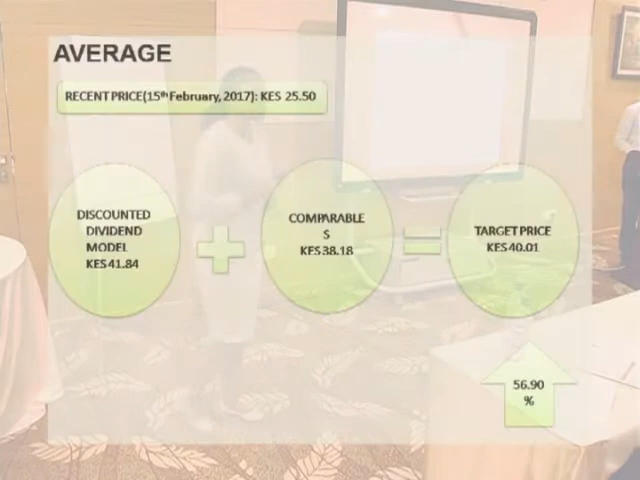 AVERAGE
RECENT PRICE(15th February, 2017): KES 25.50
DISCOUNTED
DIVIDEND
MODEL
KES 41.84
COMPARABLE
S
KES 38.18
TARGET PRICE
KES 40.01
56.90
%